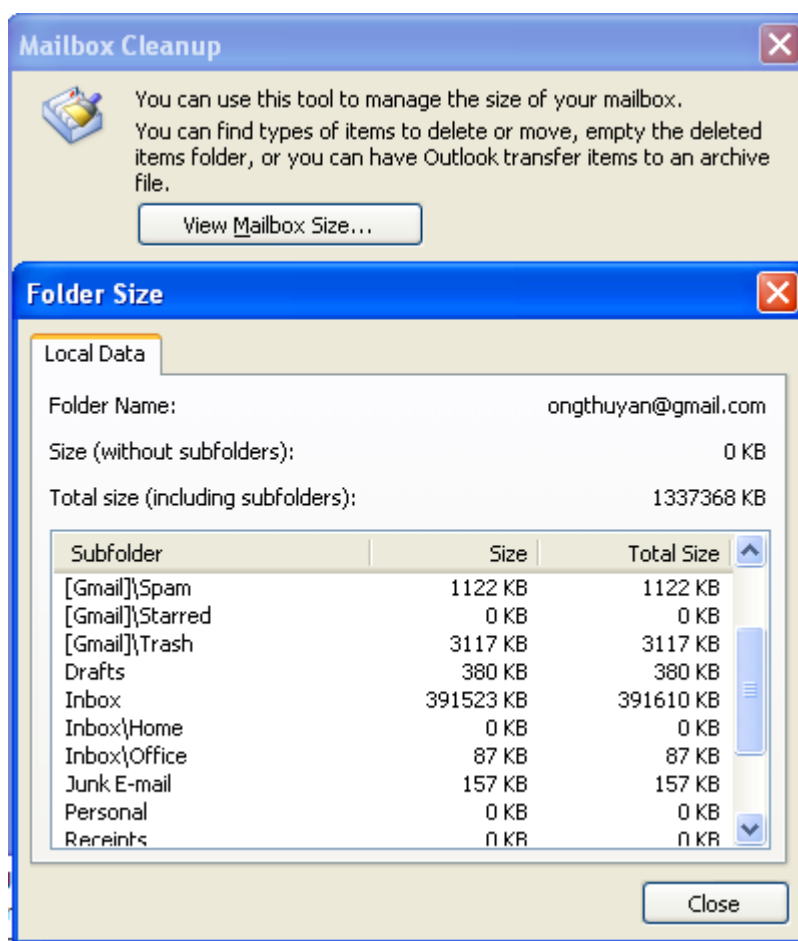 Mailbox Cleanup
You can use this tool to manage the size of your mailbox.
You can find types of items to delete or move, empty the deleted
items folder, or you can have Outlook transfer items to an archive
file.
View Mailbox Size...
Folder Size
Local Data
Folder Name: ongthuyan@gmail.com
Size (without subfolders): 0 KB
Total size (including subfolders): 1337368 KB
Subfolder Size Total Size
[Gmail]\Spam 1122 KB 1122 KB
[Gmail]\Starred 0 KB 0 KB
[Gmail]\Trash 3117 KB 3117 KB
Drafts 380 KB 380 KB
Inbox 391523 KB 391610 KB
Inbox\Home 0 KB 0 KB
Inbox\Office 87 KB 87 KB
Junk E-mail 157 KB 157 KB
Personal 0 KB 0 KB
Receipts 0 KB 0 KB
Close